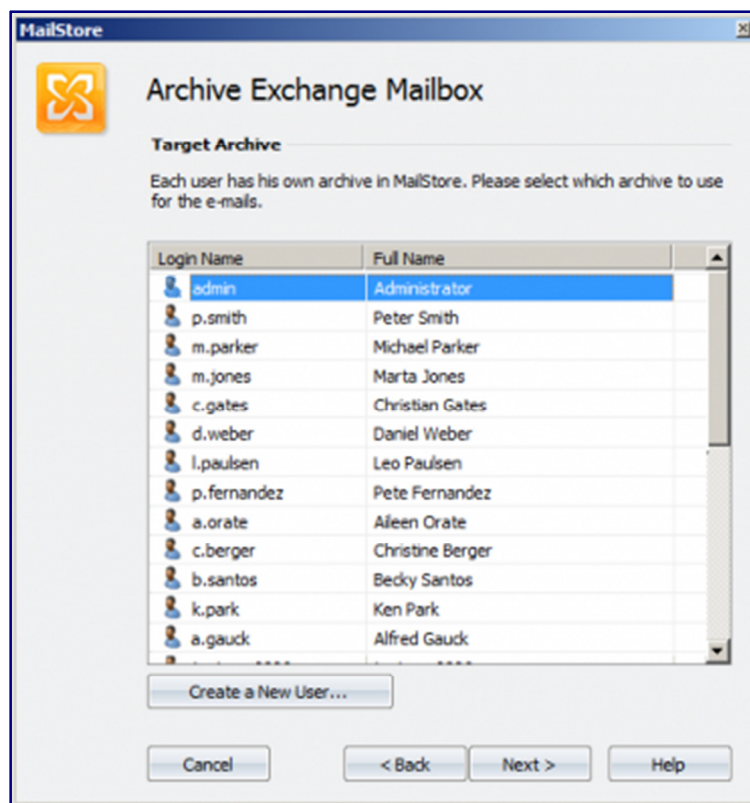 MailStore
Archive Exchange Mailbox
Target Archive
Each user has his own archive in MailStore. Please select which archive to use
for the e-mails.
Login Name Full Name
admin Administrator
p.smith Peter Smith
m.parker Michael Parker
m.jones Marta Jones
c.gates Christian Gates
d.weber Daniel Weber
l.paulsen Leo Paulsen
p.fernandez Pete Fernandez
a.orate Aileen Orate
c.berger Christine Berger
b.santos Becky Santos
k.park Ken Park
a.gauck Alfred Gauck
Create a New User...
Cancel < Back Next > Help